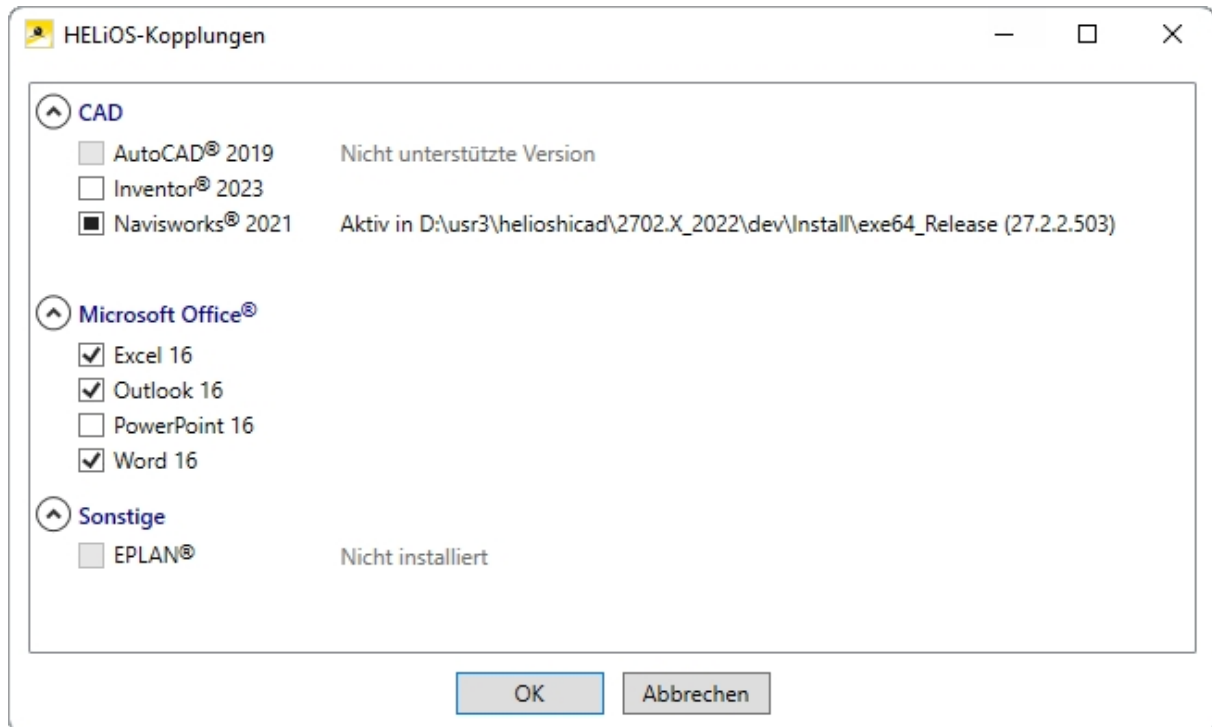 HELiOS-Kopplungen
CAD
AutoCAD® 2019 Nicht unterstützte Version
Inventor® 2023
Navisworks® 2021 Aktiv in D:\usr3\helioshicad\2702.X_2022\dev\Install\exe64_Release (27.2.2.503)
Microsoft Office®
Excel 16
Outlook 16
PowerPoint 16
Word 16
Sonstige
EPLAN® Nicht installiert
OK Abbrechen